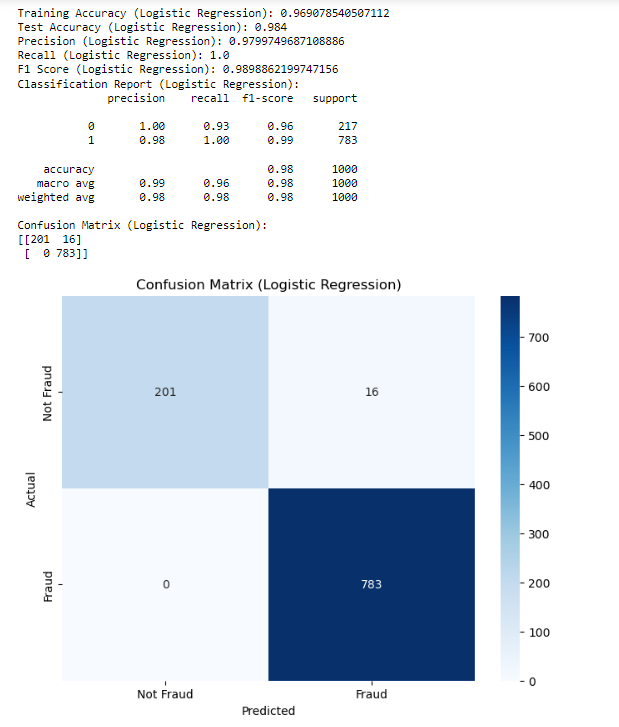 Training Accuracy (Logistic Regression): 0.969078540507112
Test Accuracy (Logistic Regression): 0.984
Precision (Logistic Regression): 0.9799749687108886
Recall (Logistic Regression): 1.0
F1 Score (Logistic Regression): 0.9898862199747156
Classification Report (Logistic Regression):
precision recall f1-score support
0 1.00 0.93 0.96 217
1 0.98 1.00 0.99 783
accuracy 0.98 1000
macro avg 0.99 0.96 0.98 1000
weighted avg 0.98 0.98 0.98 1000
Confusion Matrix (Logistic Regression):
[[201 16]
[ 0 783]]
Confusion Matrix (Logistic Regression)
Actual
Not Fraud
201 16
Fraud
0 783
Not Fraud Fraud
Predicted
700
600
500
400
300
200
100
0